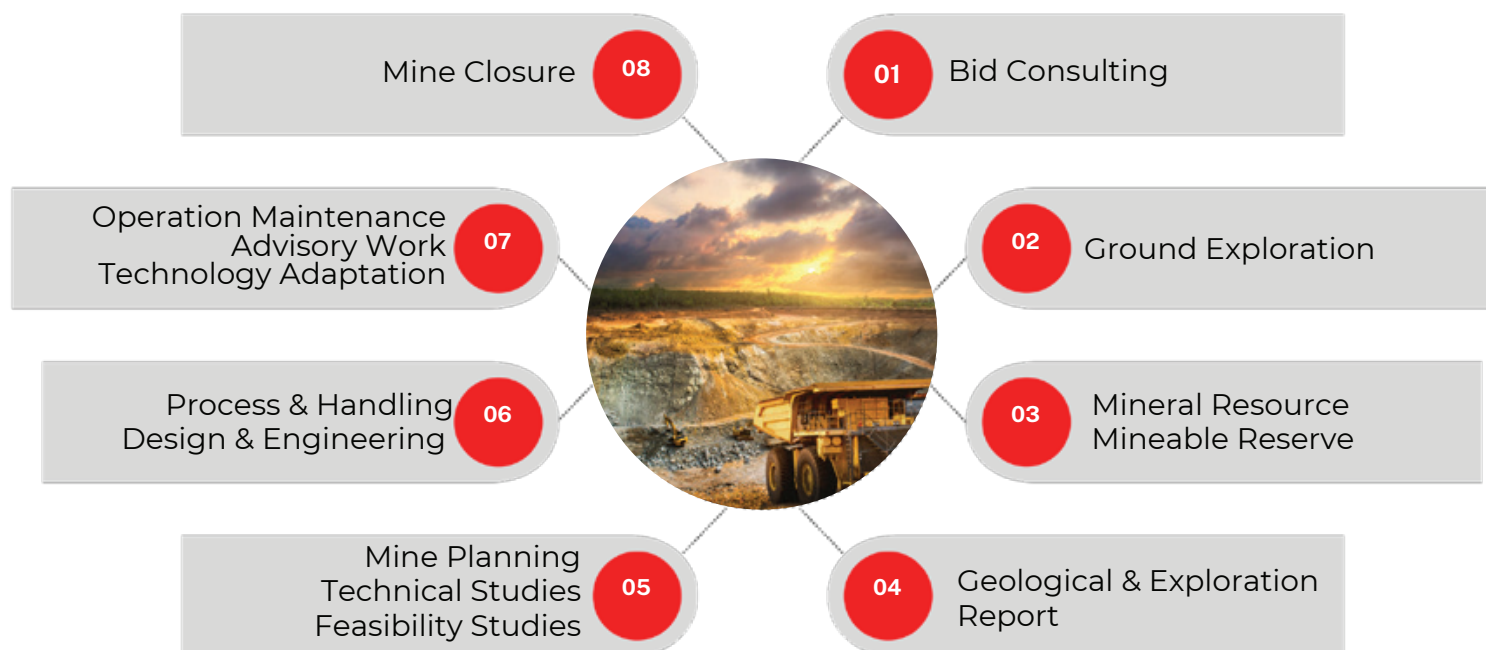 01
Bid Consulting
02
Ground Exploration
03
Mineral Resource
Mineable Reserve
04
Geological & Exploration
Report
05
Mine Planning
Technical Studies
Feasibility Studies
06
Process & Handling
Design & Engineering
07
Operation Maintenance
Advisory Work
Technology Adaptation
08
Mine Closure